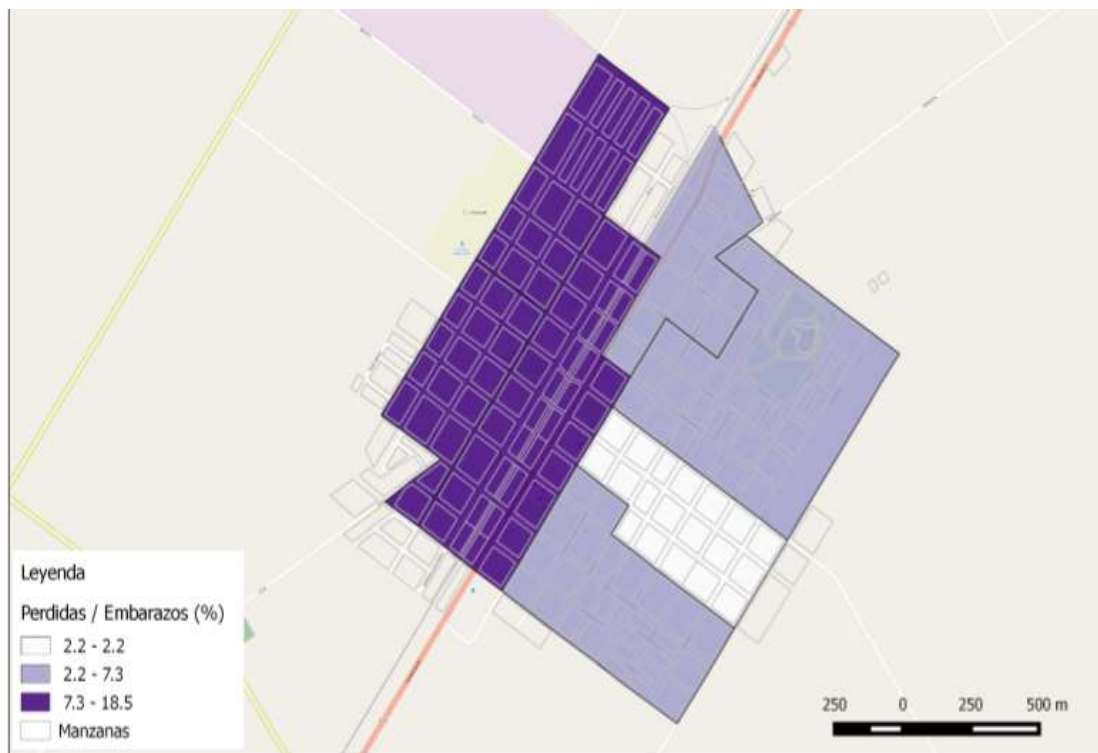 Leyenda
Perdidas / Embarazos (%)
2.2 - 2.2
2.2 - 7.3
7.3 - 18.5
Manzanas
250 0 250 500 m